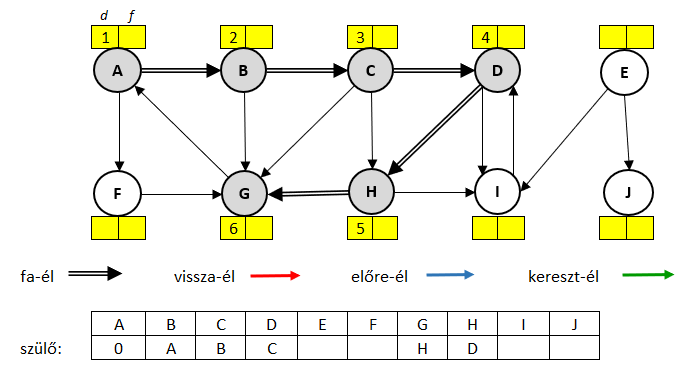 d f
1 2 3 4
A B C D E
F G H I J
6 5
fa-él vissza-él előre-él kereszt-él
A B C D E F G H I J
szülő: 0 A B C H D